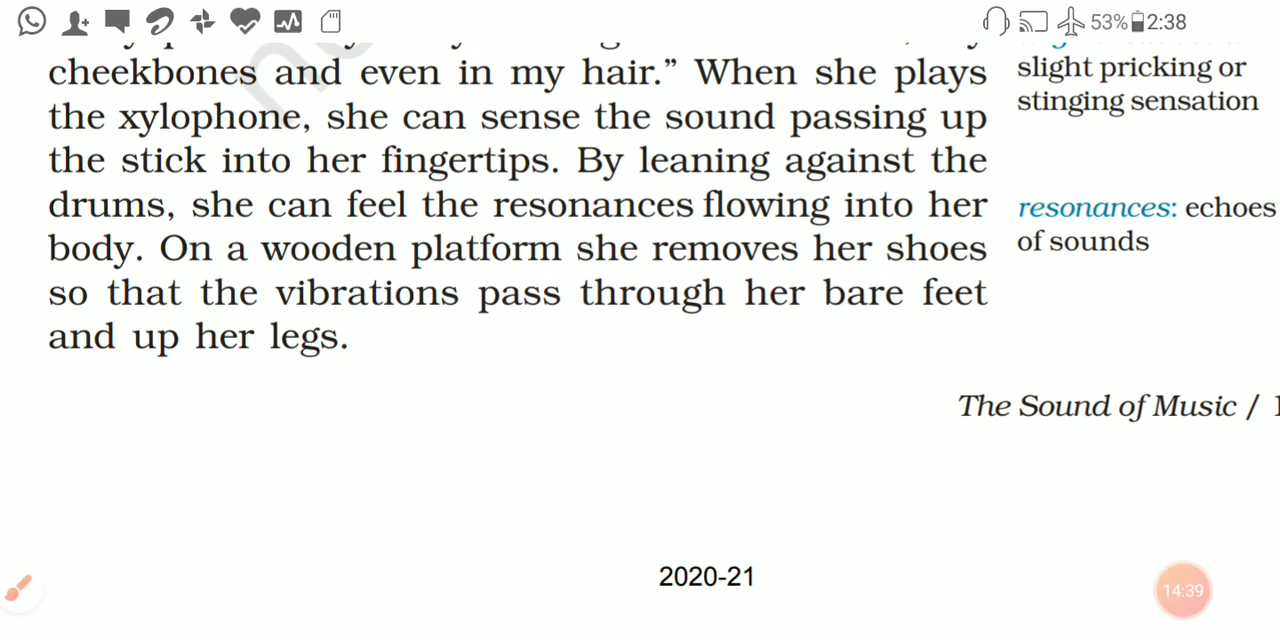 53% 2:38
cheekbones and even in my hair.” When she plays
the xylophone, she can sense the sound passing up
the stick into her fingertips. By leaning against the
drums, she can feel the resonances flowing into her
body. On a wooden platform she removes her shoes
so that the vibrations pass through her bare feet
and up her legs.
slight pricking or
stinging sensation
resonances: echoes
of sounds
The Sound of Music /
2020-21
14:39